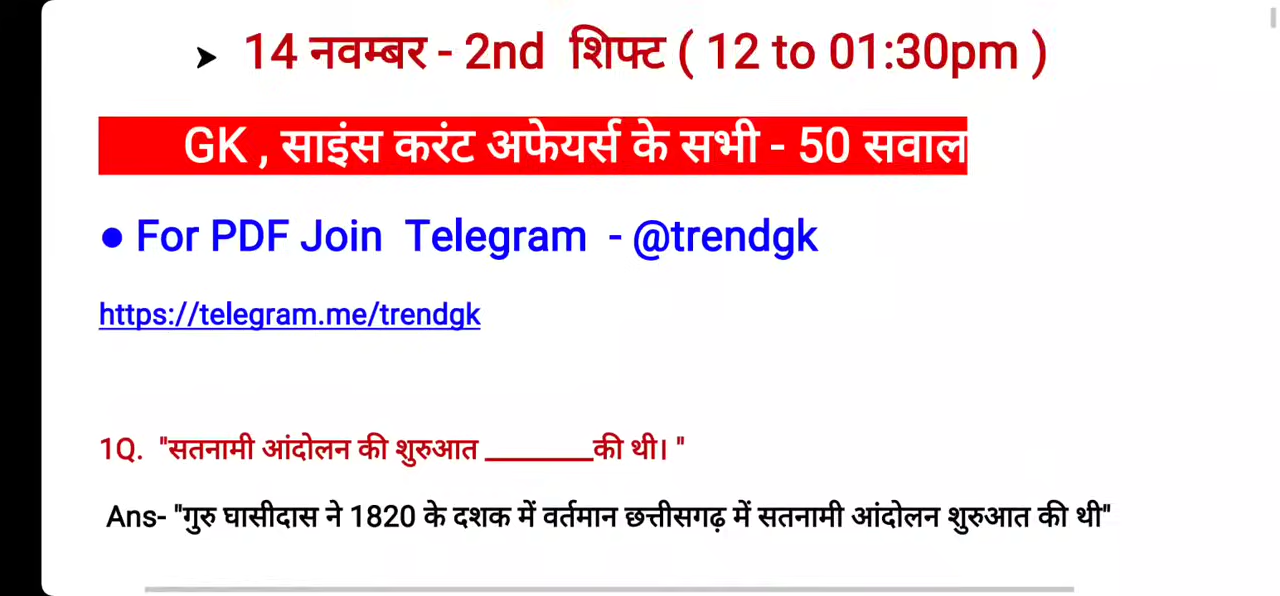 ➤ 14 नवम्बर - 2nd शिफ्ट ( 12 to 01:30pm )
GK , साइंस करंट अफेयर्स के सभी - 50 सवाल
● For PDF Join Telegram - @trendgk
https://telegram.me/trendgk
1Q. "सतनामी आंदोलन की शुरुआत ________की थी। "
Ans- "गुरु घासीदास ने 1820 के दशक में वर्तमान छत्तीसगढ़ में सतनामी आंदोलन शुरुआत की थी"